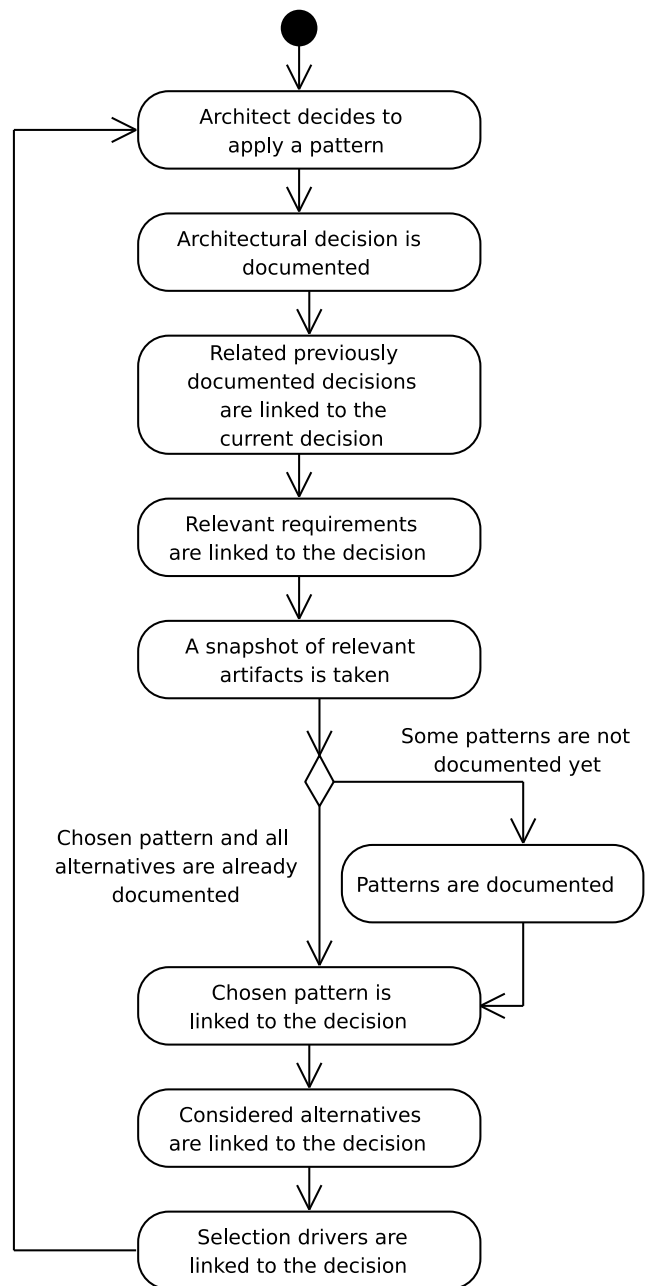 Architect decides to
apply a pattern
Architectural decision is
documented
Related previously
documented decisions
are linked to the
current decision
Relevant requirements
are linked to the decision
A snapshot of relevant
artifacts is taken
Some patterns are not
documented yet
Chosen pattern and all
alternatives are already
documented
Patterns are documented
Chosen pattern is
linked to the decision
Considered alternatives
are linked to the decision
Selection drivers are
linked to the decision